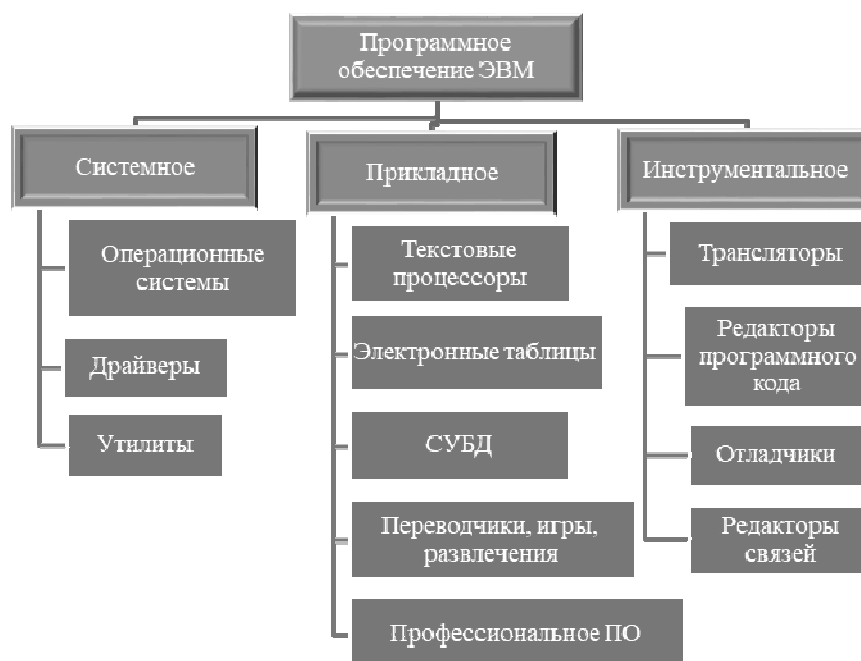 Программное
обеспечение ЭВМ
Системное
Операционные
системы
Драйверы
Утилиты
Прикладное
Текстовые
процессоры
Электронные таблицы
СУБД
Переводчики, игры,
развлечения
Профессиональное ПО
Инструментальное
Трансляторы
Редакторы
программного
кода
Отладчики
Редакторы
связей